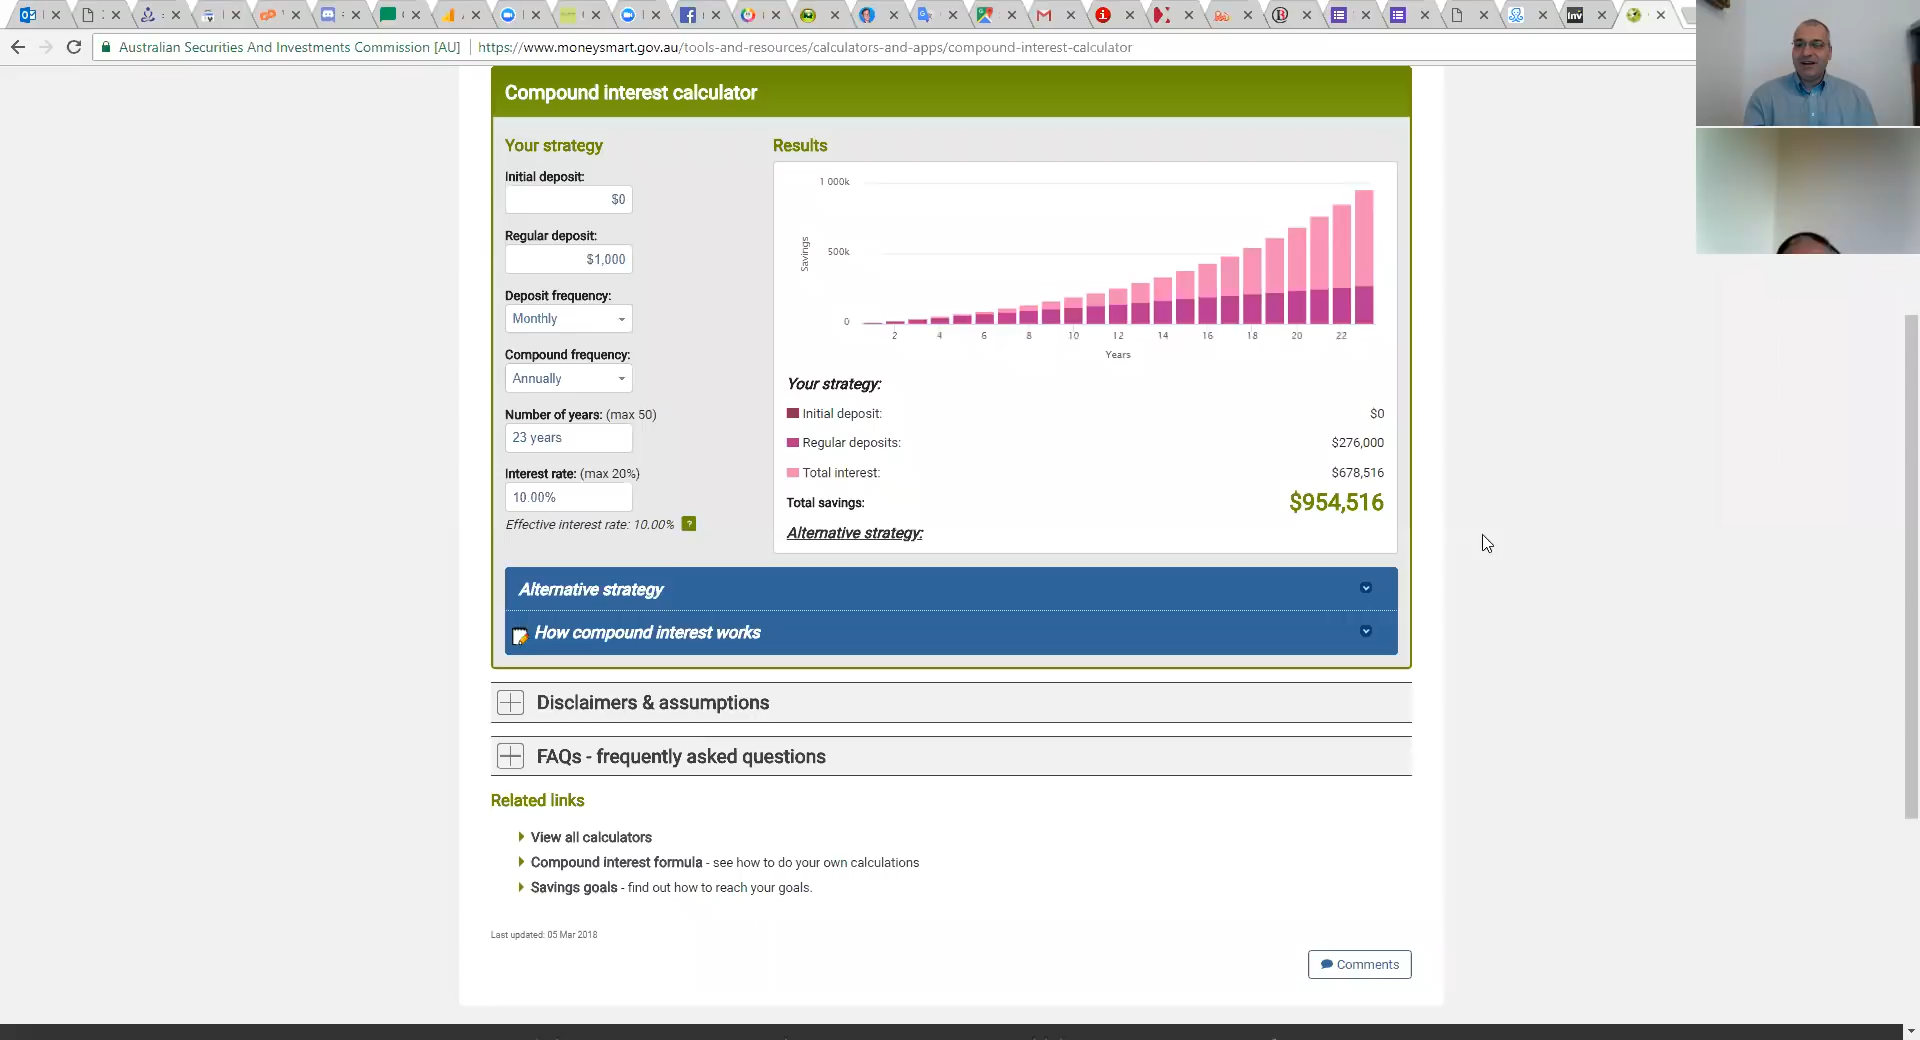 Australian Securities And Investments Commission [AU]
https://www.moneysmart.gov.au/tools-and-resources/calculators-and-apps/compound-interest-calculator
Compound interest calculator
Your strategy
Initial deposit:
$0
Regular deposit:
$1,000
Deposit frequency:
Monthly
Compound frequency:
Annually
Number of years: (max 50)
23 years
Interest rate: (max 20%)
10.00%
Effective interest rate: 10.00% ?
Results
1 000k
500k
0
Savings
2 4 6 8 10 12 14 16 18 20 22
Years
Your strategy:
Initial deposit: $0
Regular deposits: $276,000
Total interest: $678,516
Total savings: $954,516
Alternative strategy:
Alternative strategy
How compound interest works
Disclaimers & assumptions
FAQs - frequently asked questions
Related links
View all calculators
Compound interest formula - see how to do your own calculations
Savings goals - find out how to reach your goals.
Last updated: 05 Mar 2018
Comments